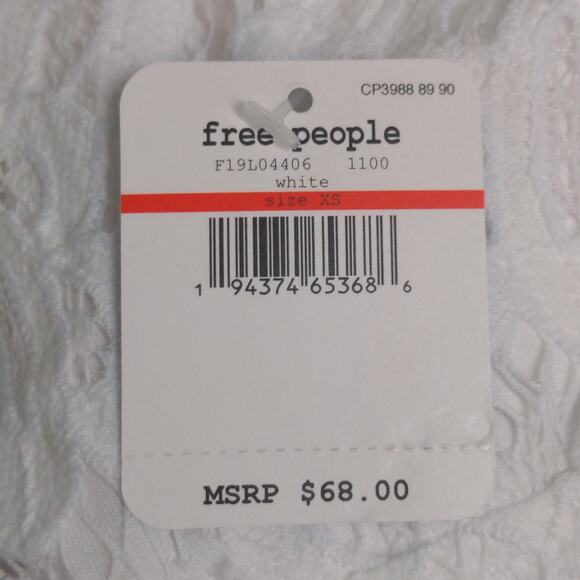 CP3988 89 90
free people
F19L04406 1100
white
size XS
1 94374 65368 6
MSRP $68.00